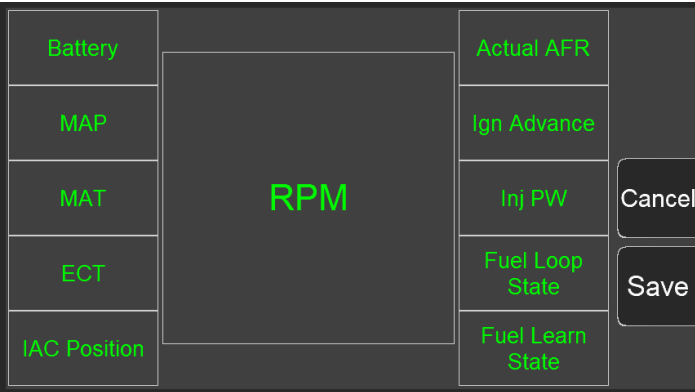 Battery
MAP
MAT
ECT
IAC Position
RPM
Actual AFR
Ign Advance
Inj PW
Fuel Loop
State
Fuel Learn
State
Cancel
Save